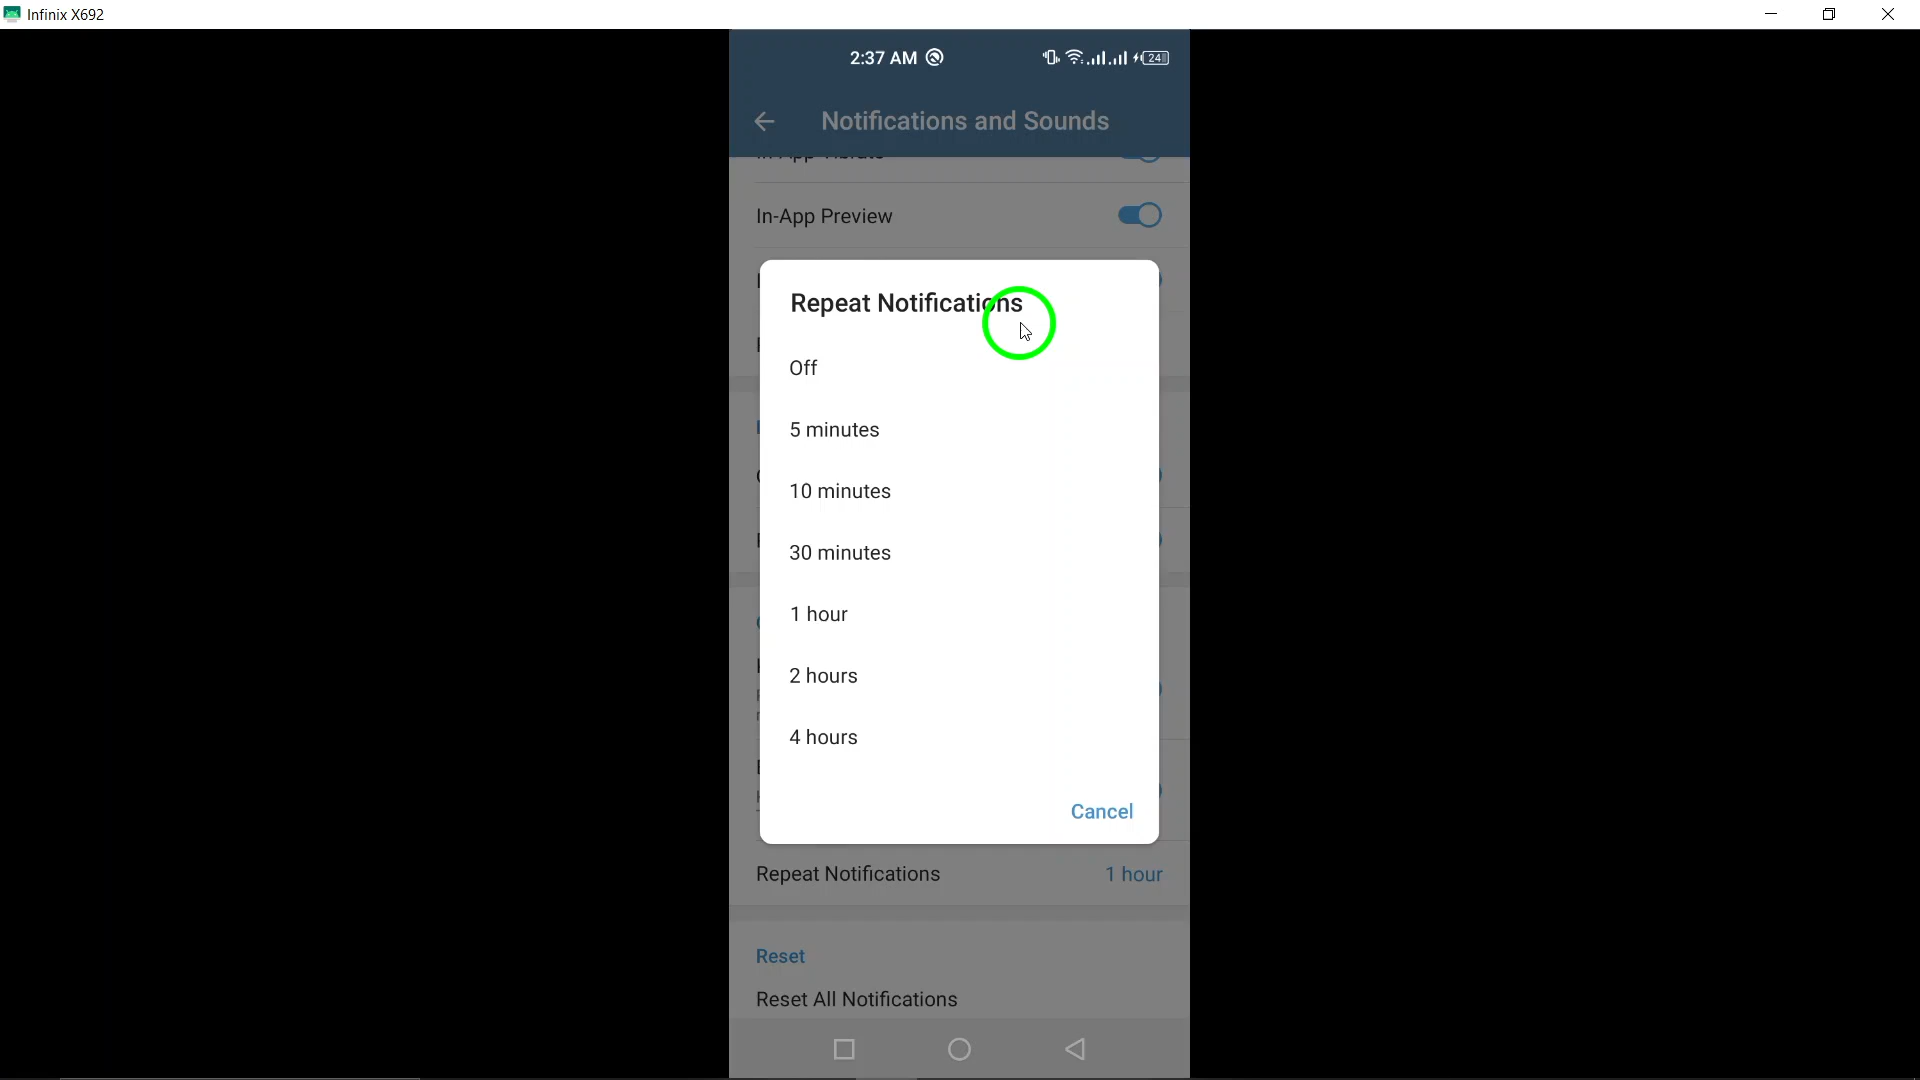 Infinix X692
2:37 AM
24
Notifications and Sounds
In-App Preview
Repeat Notifications
Off
5 minutes
10 minutes
30 minutes
1 hour
2 hours
4 hours
Cancel
Repeat Notifications 1 hour
Reset
Reset All Notifications